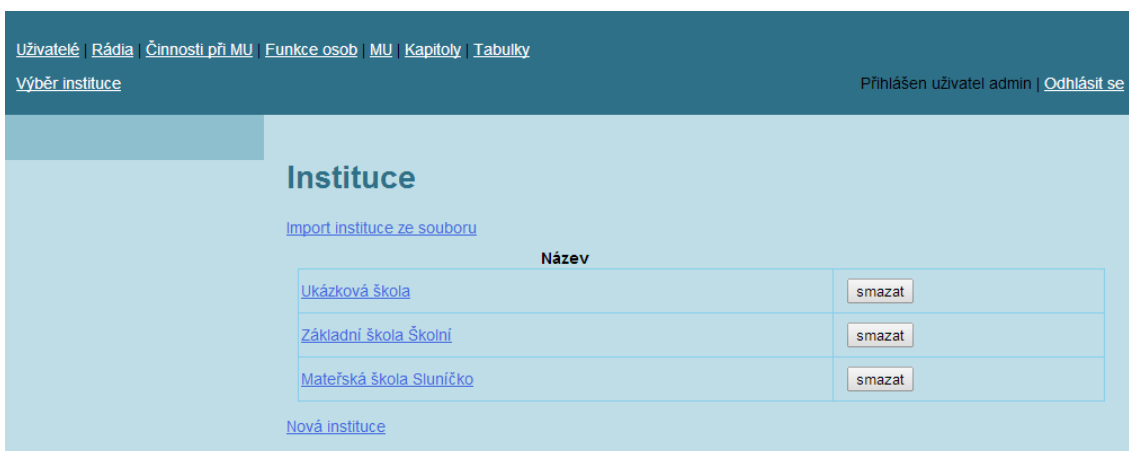 Uživatelé | Rádia | Činnosti při MU | Funkce osob | MU | Kapitoly | Tabulky
Výběr instituce
Přihlášen uživatel admin | Odhlásit se
Instituce
Import instituce ze souboru
Název
Ukázková škola smazat
Základní škola Školní smazat
Mateřská škola Sluníčko smazat
Nová instituce